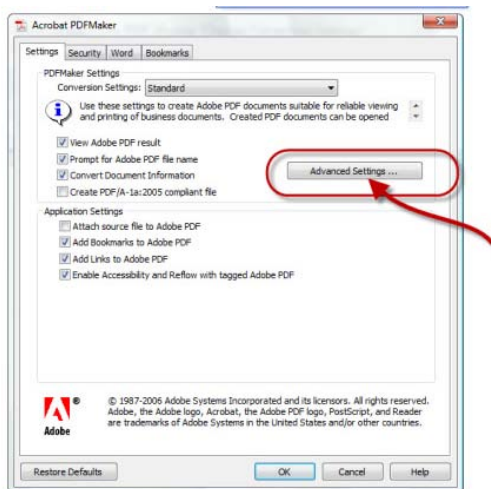 Acrobat PDFMaker
Settings Security Word Bookmarks
PDFMaker Settings
Conversion Settings: Standard
Use these settings to create Adobe PDF documents suitable for reliable viewing
and printing of business documents. Created PDF documents can be opened
View Adobe PDF result
Prompt for Adobe PDF file name
Convert Document Information
Advanced Settings ...
Create PDF/A-1a:2005 compliant file
Application Settings
Attach source file to Adobe PDF
Add Bookmarks to Adobe PDF
Add Links to Adobe PDF
Enable Accessibility and Reflow with tagged Adobe PDF
® © 1987-2006 Adobe Systems Incorporated and its licensors. All rights reserved.
Adobe, the Adobe logo, Acrobat, the Adobe PDF logo, PostScript, and Reader
are trademarks of Adobe Systems in the United States and/or other countries.
Adobe
Restore Defaults OK Cancel Help